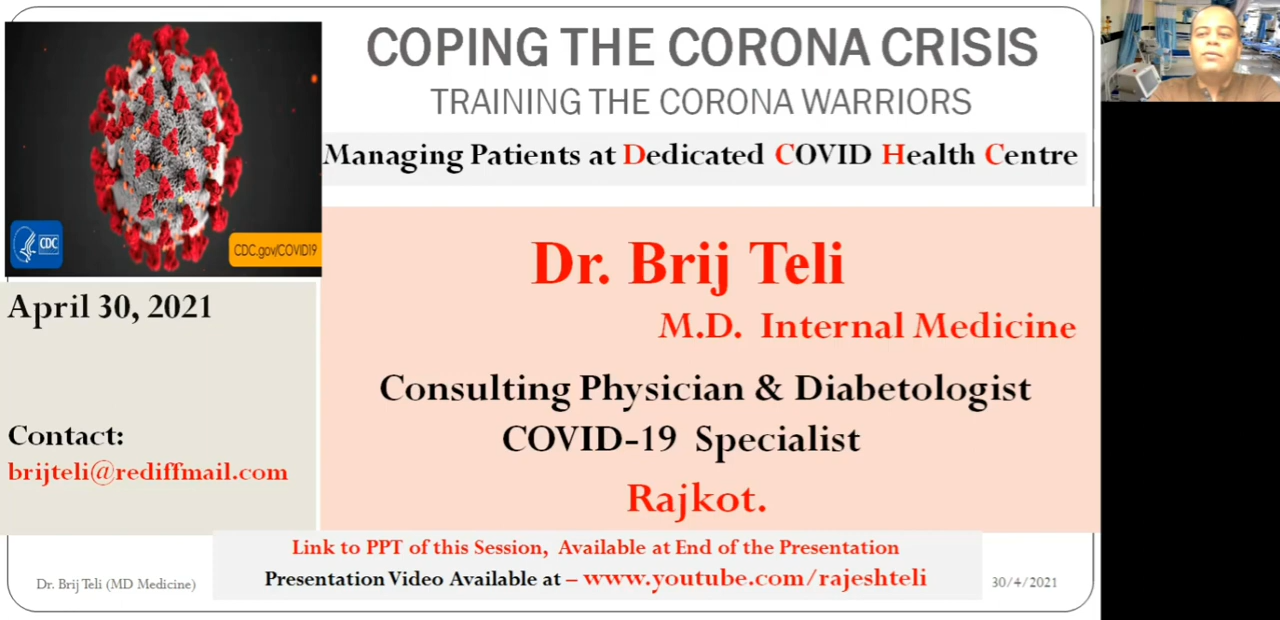 COPING THE CORONA CRISIS
TRAINING THE CORONA WARRIORS
Managing Patients at Dedicated COVID Health Centre
CDC
CDC.gov/COVID19
April 30, 2021
Contact:
brijteli@rediffmail.com
Dr. Brij Teli
M.D. Internal Medicine
Consulting Physician & Diabetologist
COVID-19 Specialist
Rajkot.
Link to PPT of this Session, Available at End of the Presentation
Presentation Video Available at – www.youtube.com/rajeshteli
Dr. Brij Teli (MD Medicine)
30/4/2021